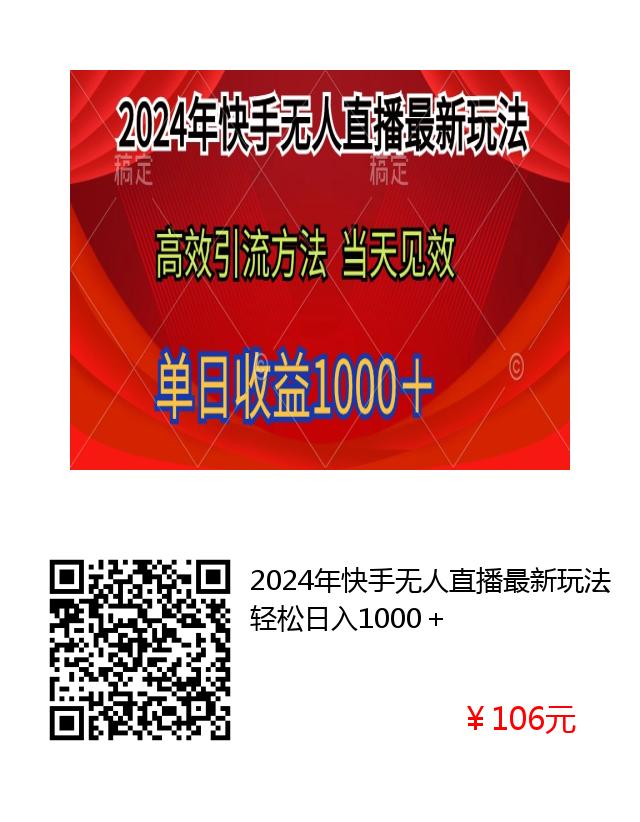 2024年快手无人直播最新玩法
稿定 稿定
高效引流方法 当天见效
单日收益1000＋
© ©
2024年快手无人直播最新玩法
轻松日入1000＋
￥106元